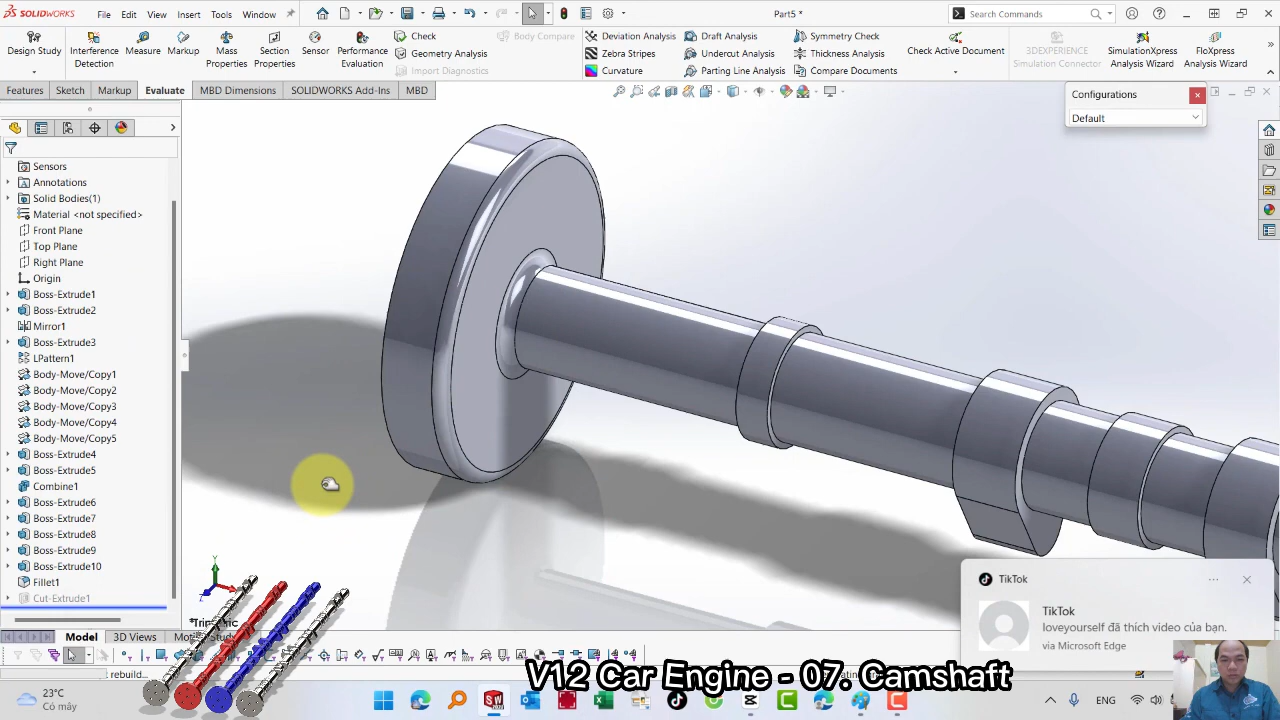 SOLIDWORKS
File
Edit
View
Insert
Tools
Window
Part5 *
Search Commands
Design Study
Interference
Detection
Measure
Markup
Mass
Properties
Section
Properties
Sensor
Performance
Evaluation
Check
Geometry Analysis
Import Diagnostics
Body Compare
Deviation Analysis
Zebra Stripes
Curvature
Draft Analysis
Undercut Analysis
Parting Line Analysis
Symmetry Check
Thickness Analysis
Compare Documents
Check Active Document
3DEXPERIENCE
Simulation Connector
SimulationXpress
Analysis Wizard
FloXpress
Analysis Wizard
Features
Sketch
Markup
Evaluate
MBD Dimensions
SOLIDWORKS Add-Ins
MBD
Configurations
Default
Sensors
Annotations
Solid Bodies(1)
Material <not specified>
Front Plane
Top Plane
Right Plane
Origin
Boss-Extrude1
Boss-Extrude2
Mirror1
Boss-Extrude3
LPattern1
Body-Move/Copy1
Body-Move/Copy2
Body-Move/Copy3
Body-Move/Copy4
Body-Move/Copy5
Boss-Extrude4
Boss-Extrude5
Combine1
Boss-Extrude6
Boss-Extrude7
Boss-Extrude8
Boss-Extrude9
Boss-Extrude10
Fillet1
Cut-Extrude1
Y
Z
Model
3D Views
TikTok
TikTok
loveyourself đã thích video của bạn.
via Microsoft Edge
rebuild...
V12 Car Engine - 07. Camshaft
23°C
Có mây
ENG